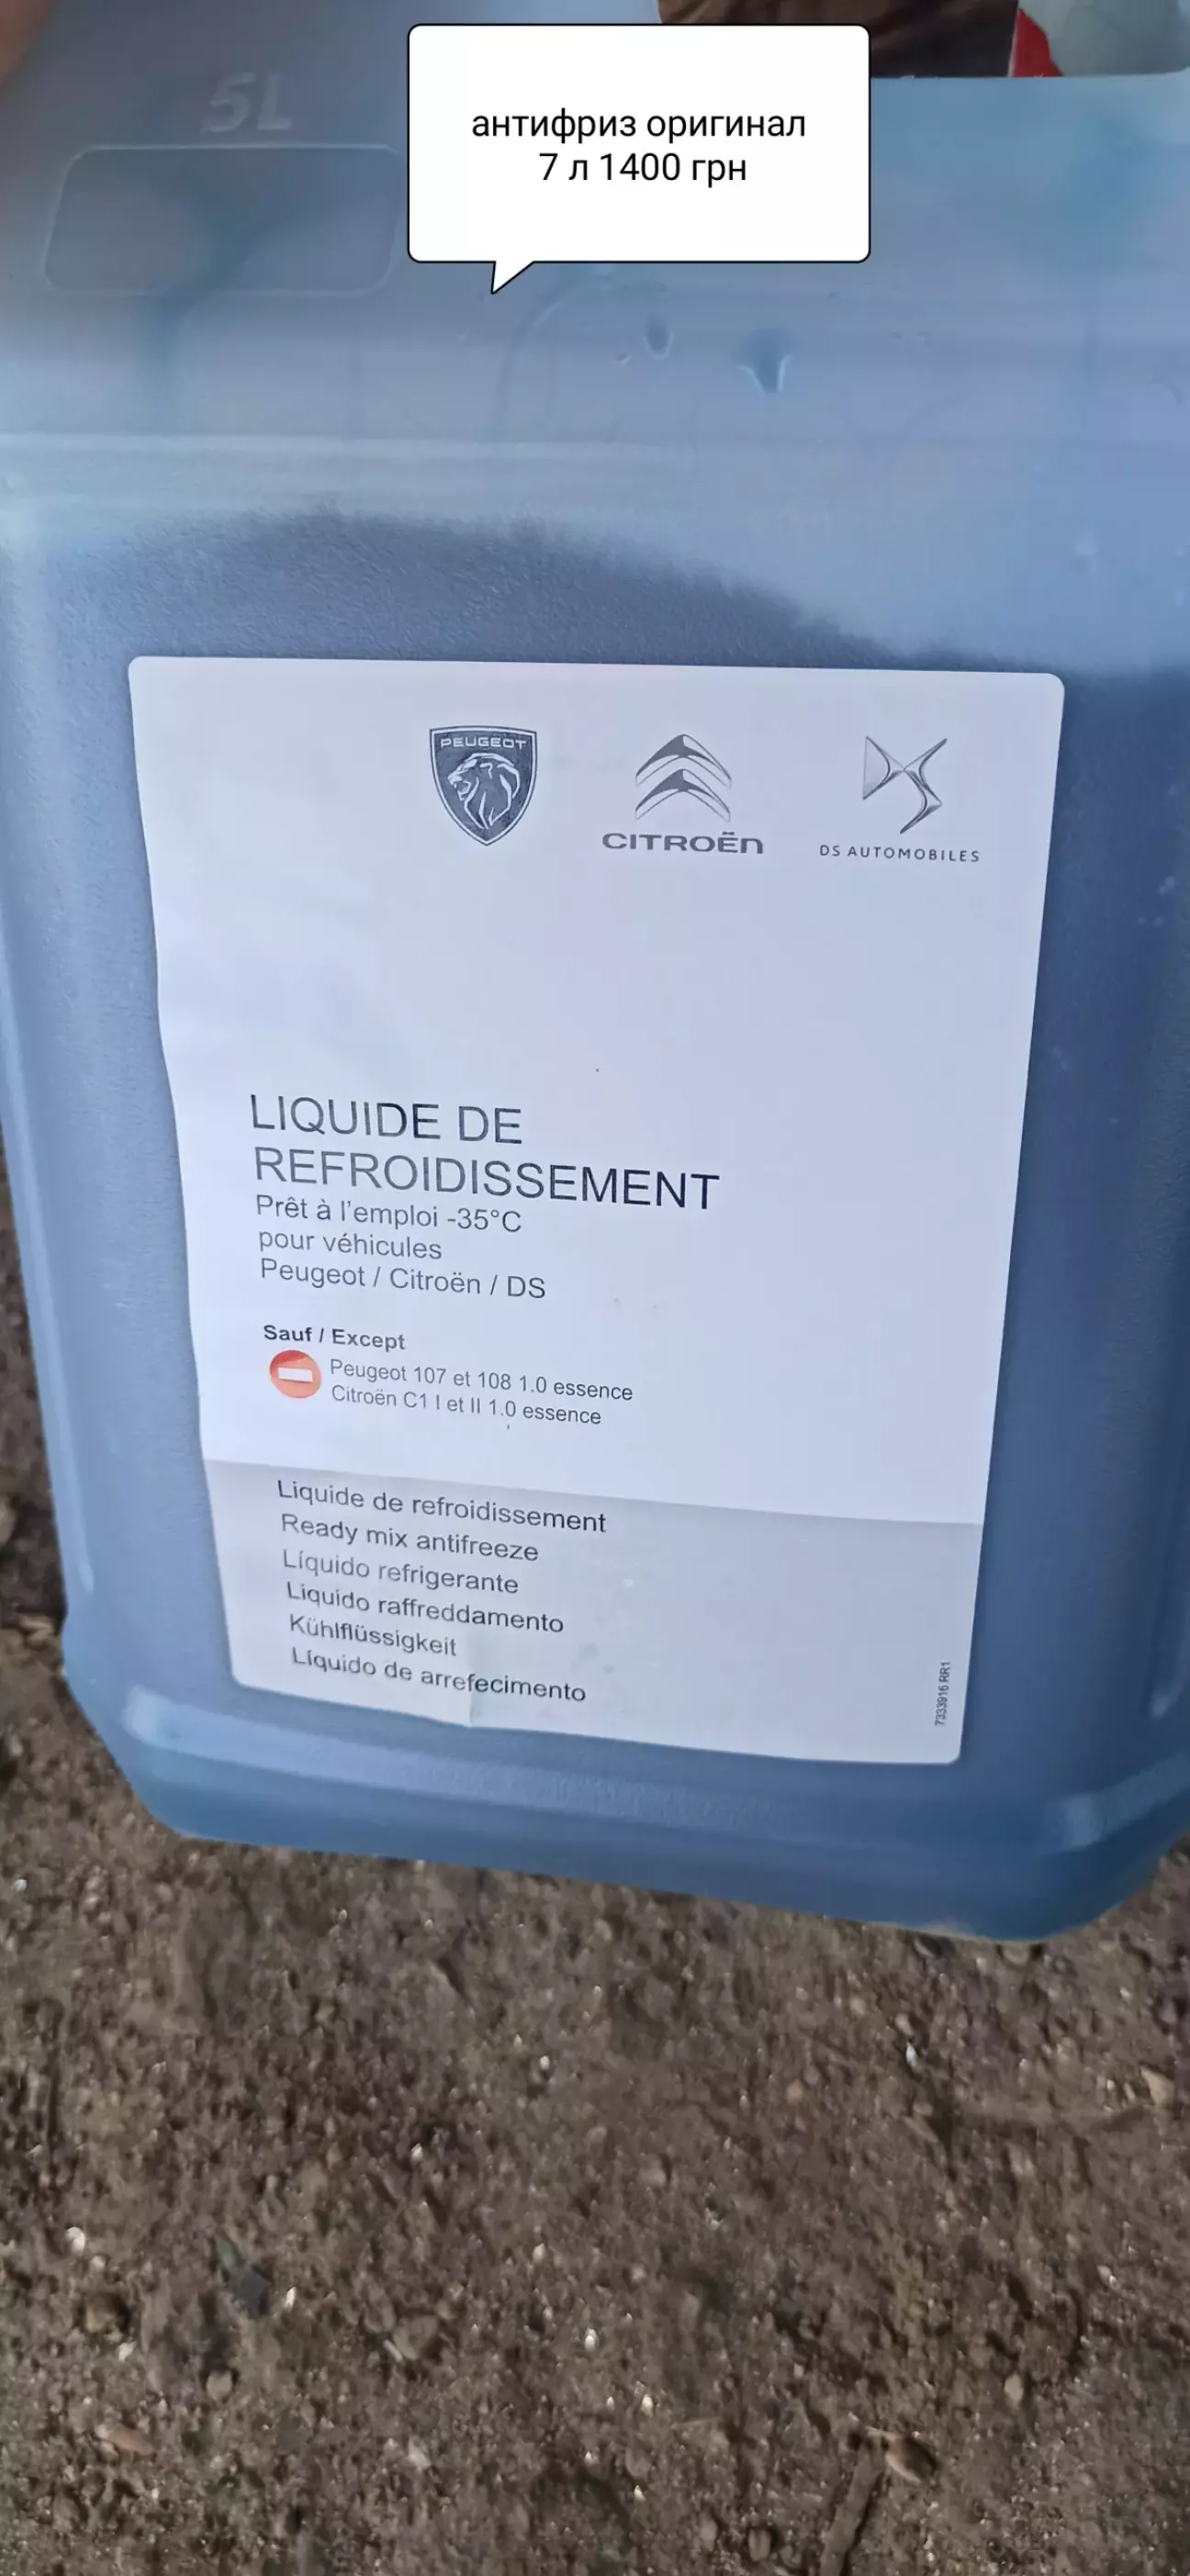 5L
антифриз оригинал
7 л 1400 грн
PEUGEOT
CITROËN
DS AUTOMOBILES
LIQUIDE DE
REFROIDISSEMENT
Prêt à l'emploi -35°C
pour véhicules
Peugeot / Citroën / DS
Sauf / Except
Peugeot 107 et 108 1.0 essence
Citroën C1 I et II 1.0 essence
Liquide de refroidissement
Ready mix antifreeze
Líquido refrigerante
Liquido raffreddamento
Kühlflüssigkeit
Líquido de arrefecimento
7333916 RR1